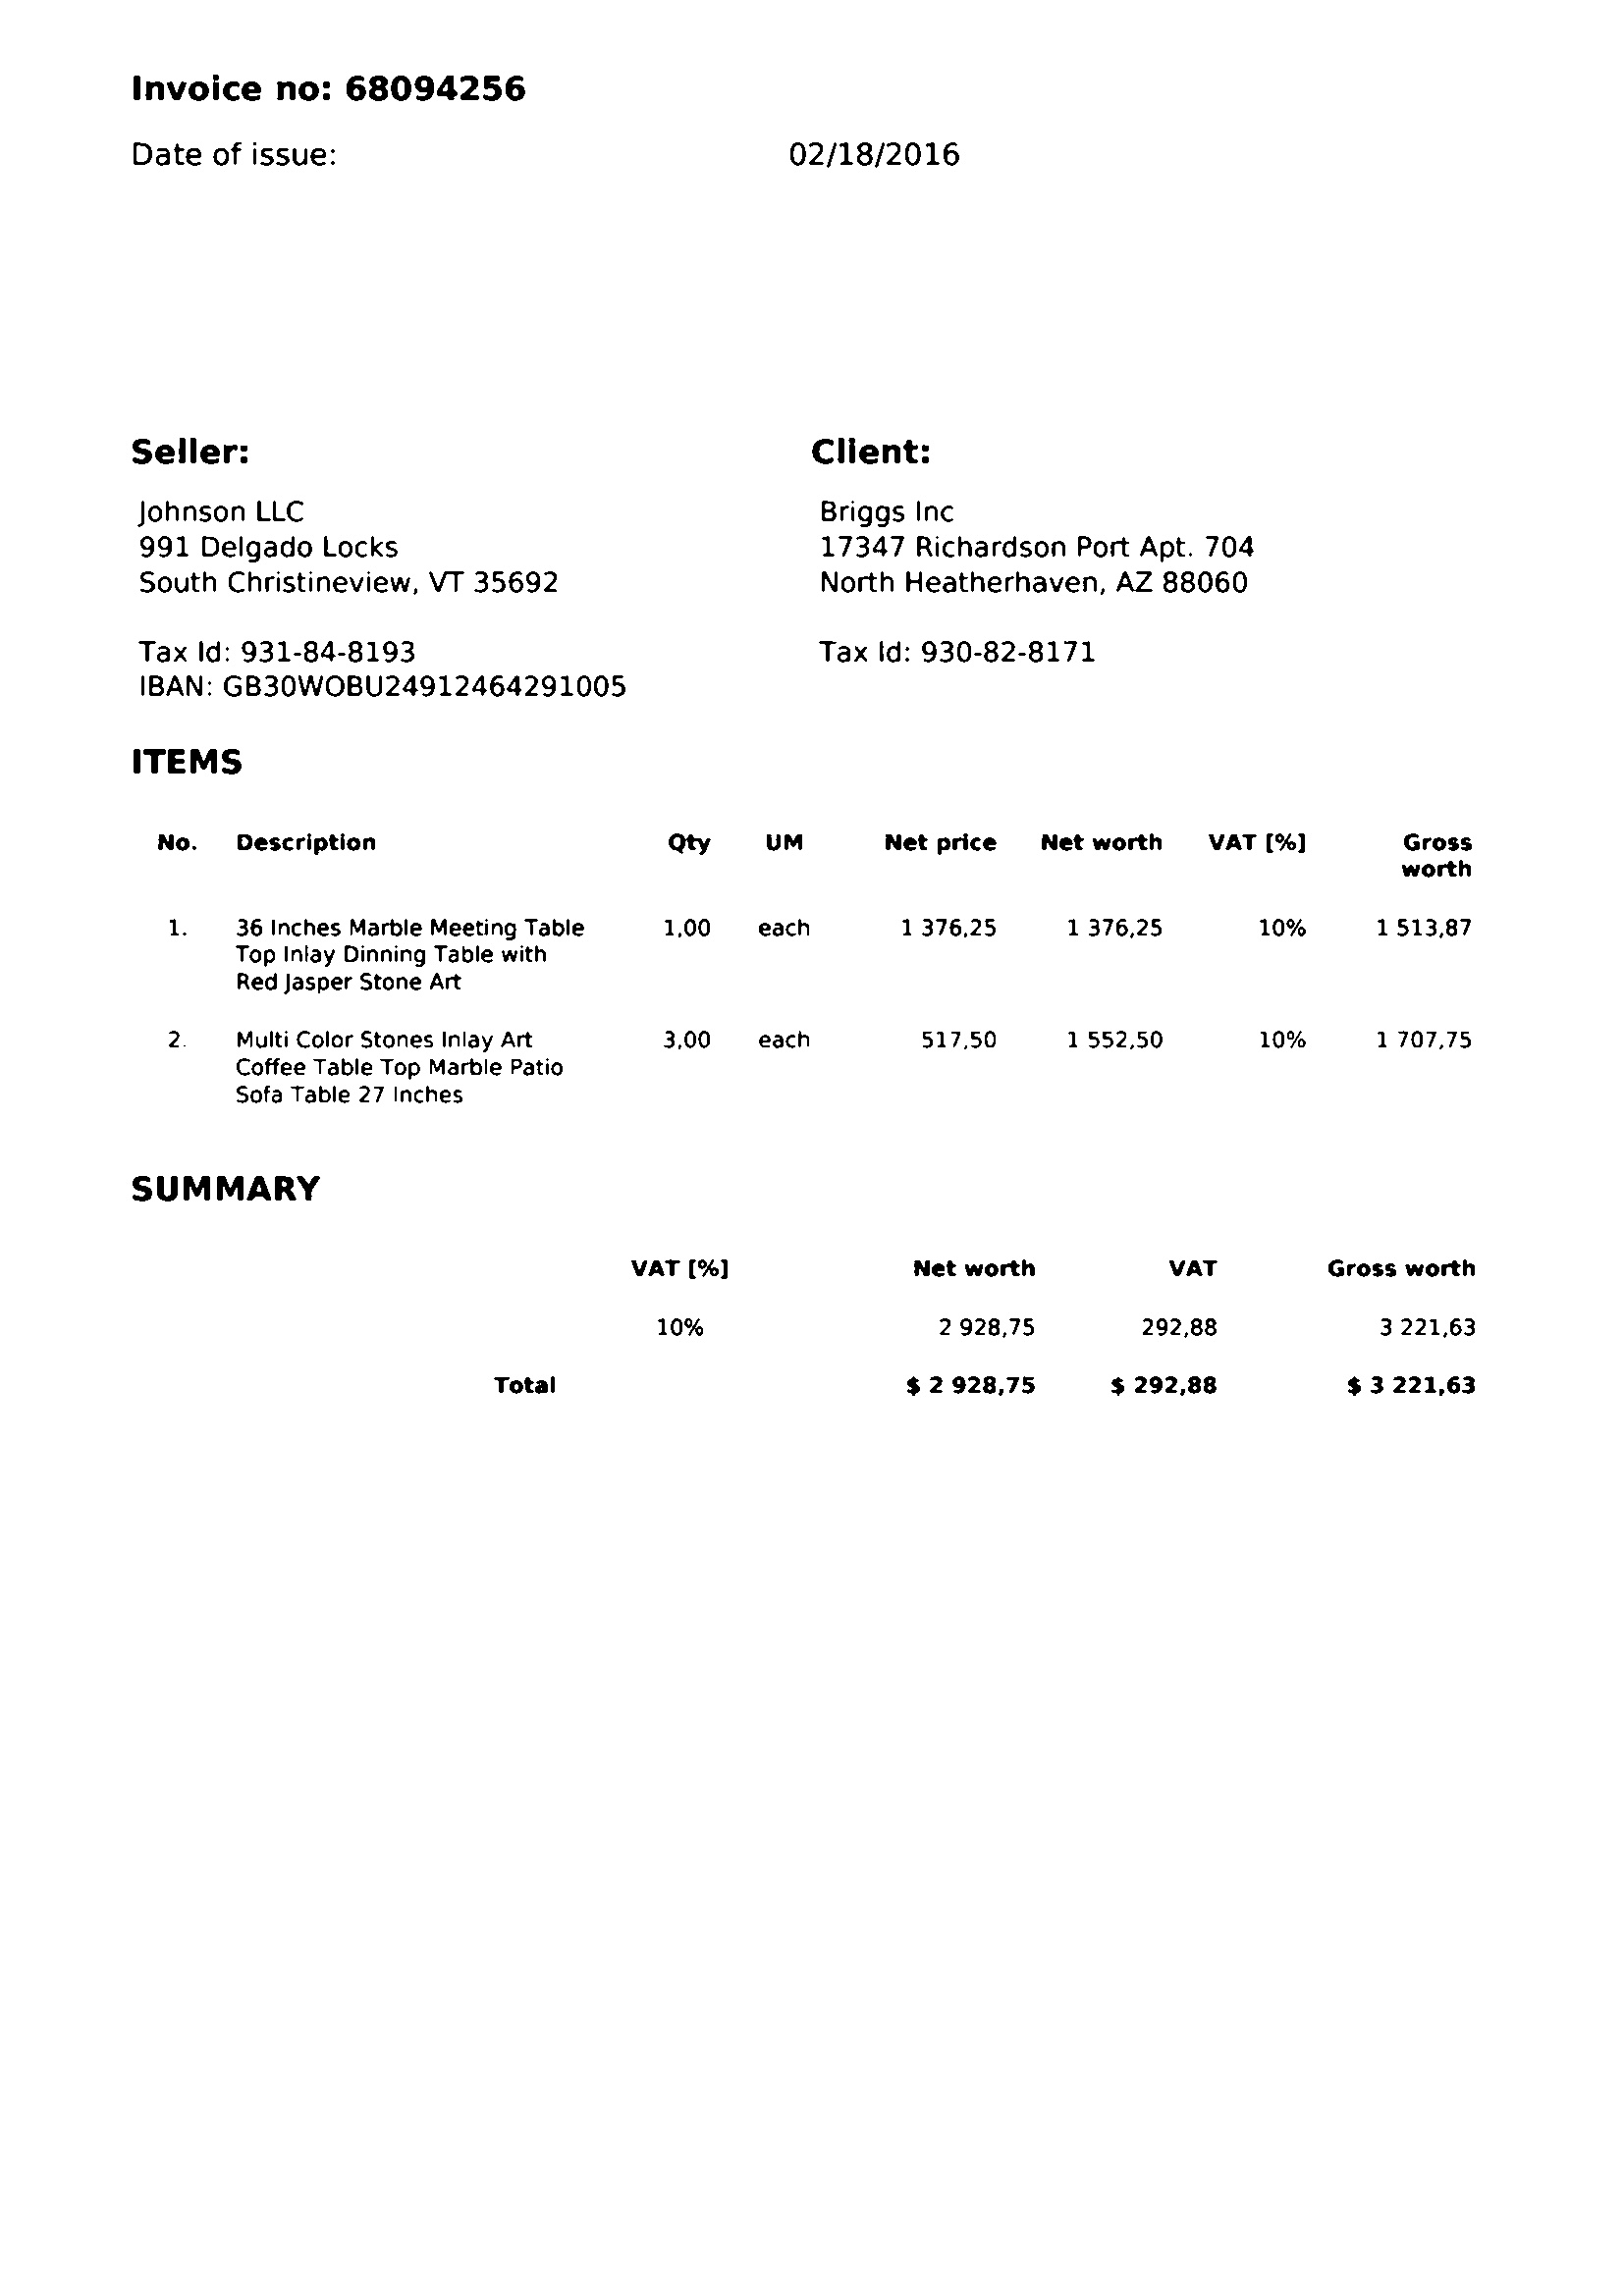 Invoice no: 68094256
Date of issue: 02/18/2016
Seller: Client:
Johnson LLC Briggs Inc
991 Delgado Locks 17347 Richardson Port Apt. 704
South Christineview, VT 35692 North Heatherhaven, AZ 88060
Tax Id: 931-84-8193 Tax Id: 930-82-8171
IBAN: GB30WOBU24912464291005
ITEMS
No. Description Qty UM Net price Net worth VAT [%] Gross
worth
1. 36 Inches Marble Meeting Table 1,00 each 1 376,25 1 376,25 10% 1 513,87
Top Inlay Dinning Table with
Red Jasper Stone Art
2. Multi Color Stones Inlay Art 3,00 each 517,50 1 552,50 10% 1 707,75
Coffee Table Top Marble Patio
Sofa Table 27 Inches
SUMMARY
VAT [%] Net worth VAT Gross worth
10% 2 928,75 292,88 3 221,63
Total $ 2 928,75 $ 292,88 $ 3 221,63